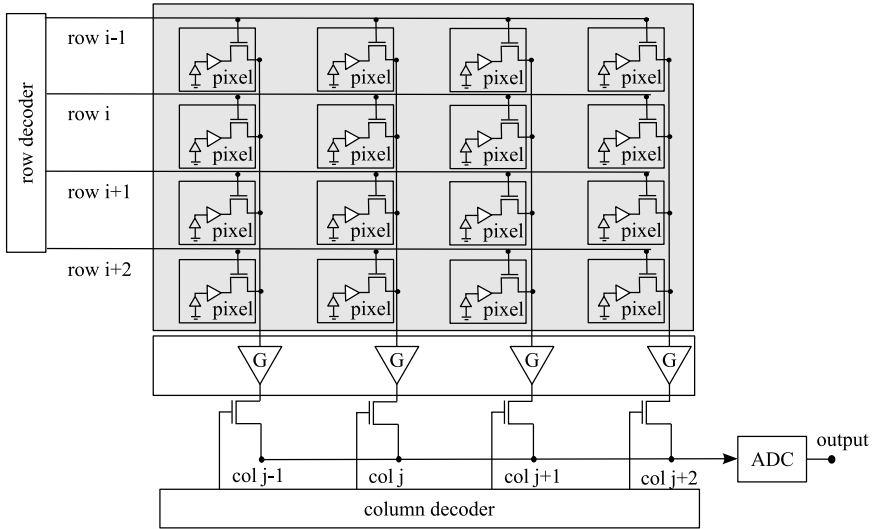 row decoder
row i-1
pixel pixel pixel pixel
row i
pixel pixel pixel pixel
row i+1
pixel pixel pixel pixel
row i+2
pixel pixel pixel pixel
G G G G
output
ADC
col j-1 col j col j+1 col j+2
column decoder